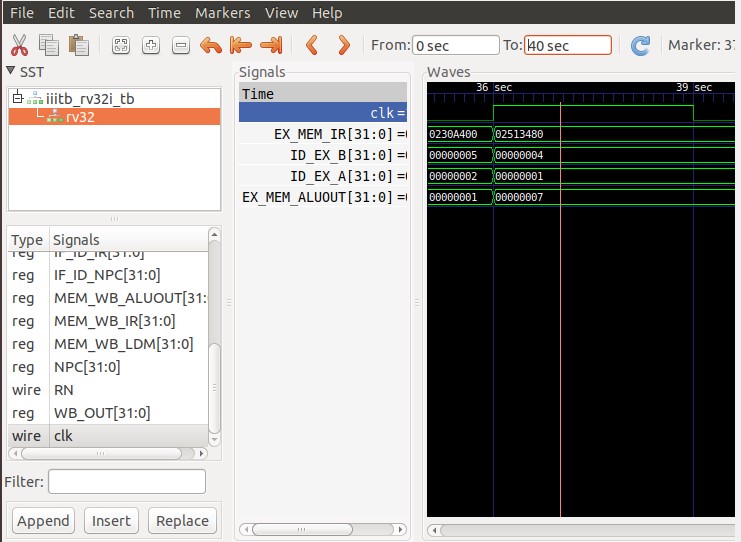 File Edit Search Time Markers View Help
From: 0 sec To: 40 sec Marker: 37
SST
iiitb_rv32i_tb
rv32
Type Signals
reg IF_ID_IR[31:0]
reg IF_ID_NPC[31:0]
reg MEM_WB_ALUOUT[31:
reg MEM_WB_IR[31:0]
reg MEM_WB_LDM[31:0]
reg NPC[31:0]
wire RN
reg WB_OUT[31:0]
wire clk
Filter:
Append Insert Replace
Signals
Time
clk=
EX_MEM_IR[31:0] =
ID_EX_B[31:0] =
ID_EX_A[31:0] =
EX_MEM_ALUOUT[31:0] =
Waves
36 sec 39 sec
0230A400 02513480
00000005 00000004
00000002 00000001
00000001 00000007